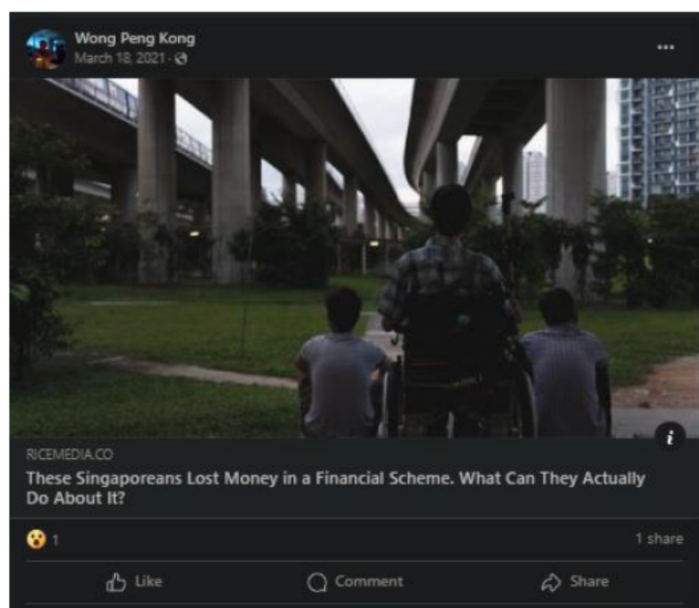 Wong Peng Kong
March 18, 2021 ·
...
RICEMEDIA.CO
These Singaporeans Lost Money in a Financial Scheme. What Can They Actually
Do About It?
1
1 share
Like
Comment
Share